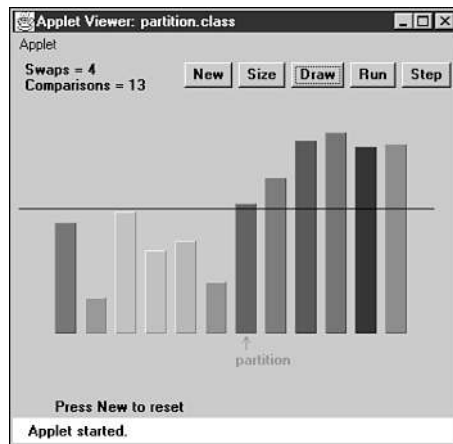 Applet Viewer: partition.class
Applet
Swaps = 4
Comparisons = 13
New Size Draw Run Step
partition
Press New to reset
Applet started.